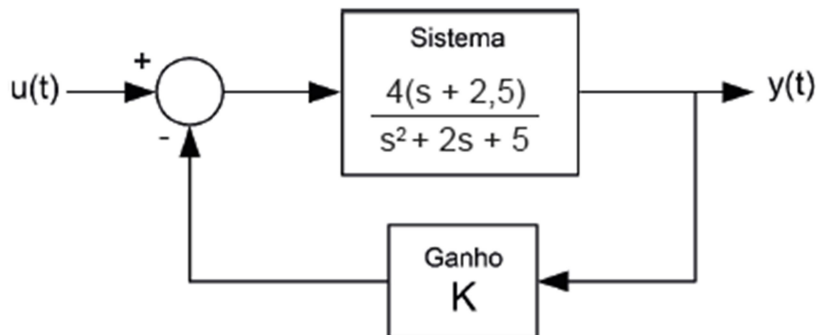 Sistema
+
u(t)
4(s + 2,5)
s² + 2s + 5
y(t)
-
Ganho
K